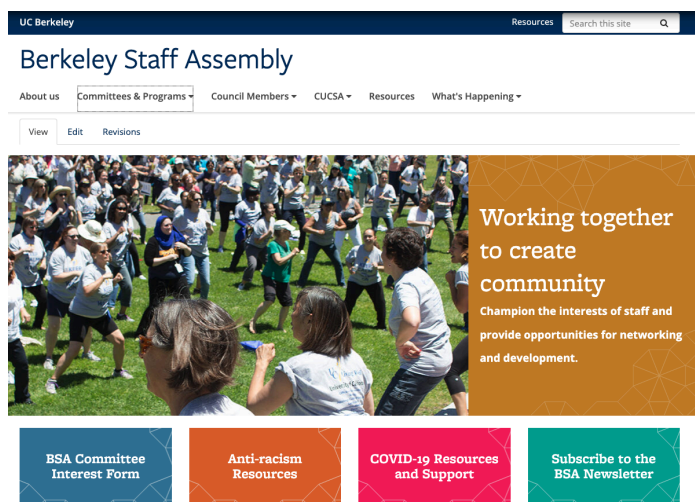 UC Berkeley
Resources
Search this site
Berkeley Staff Assembly
About us
Committees & Programs
Council Members
CUCSA
Resources
What's Happening
View
Edit
Revisions
Working together
to create
community
Champion the interests of staff and
provide opportunities for networking
and development.
BSA Committee
Interest Form
Anti-racism
Resources
COVID-19 Resources
and Support
Subscribe to the
BSA Newsletter